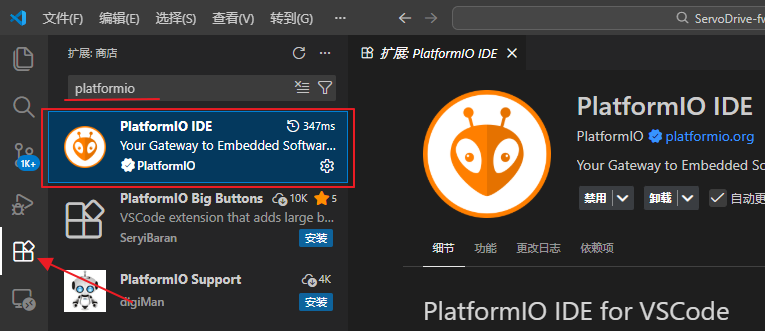 文件(F) 编辑(E) 选择(S) 查看(V) 转到(G) ··· ServoDrive-fw
扩展: 商店
扩展: PlatformIO IDE
platformio
PlatformIO IDE 347ms
Your Gateway to Embedded Softwar...
PlatformIO
PlatformIO Big Buttons 10K 5
VSCode extension that adds large b...
SeryiBaran 安装
PlatformIO Support 4K
digiMan 安装
1K+
PlatformIO IDE
PlatformIO platformio.org
Your Gateway to Embedded So
禁用 卸载 自动更
细节 功能 更改日志 依赖项
PlatformIO IDE for VSCode